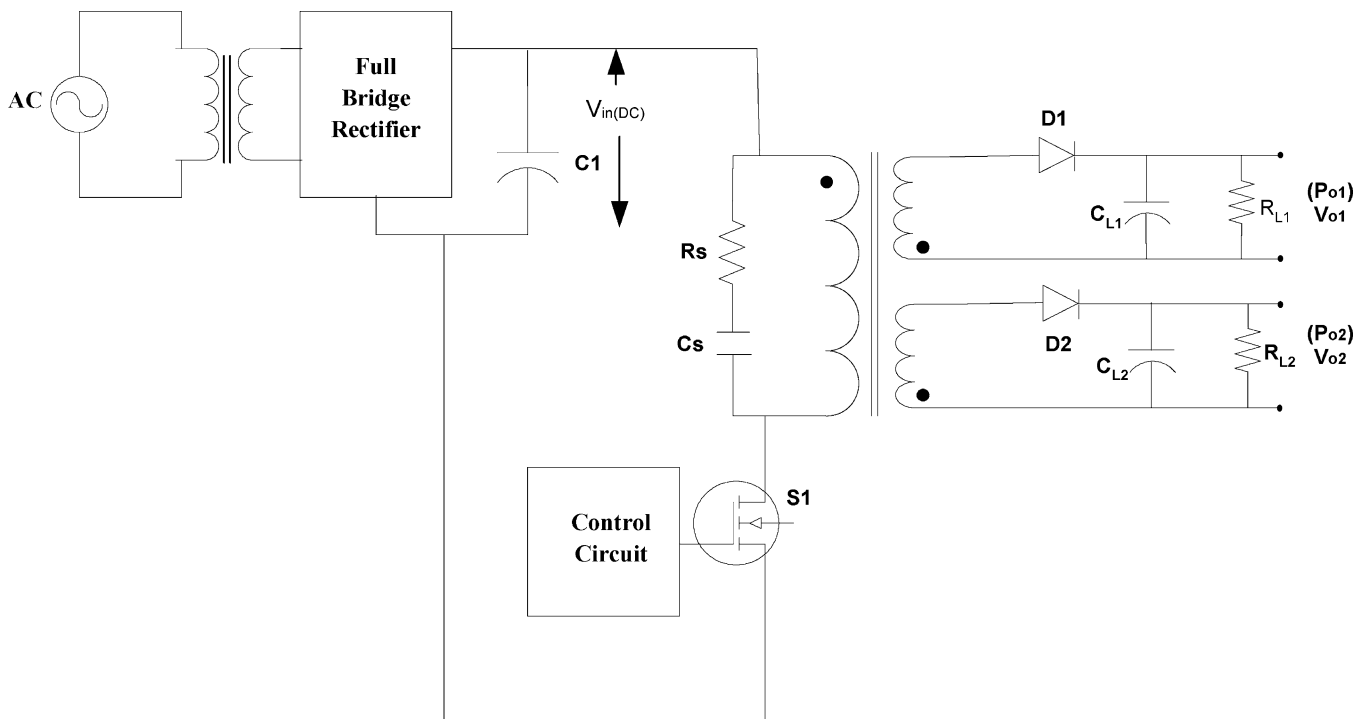 AC
Full
Bridge
Rectifier
C1
Vin(DC)
Rs
Cs
D1
CL1
RL1
(Po1)
Vo1
D2
CL2
RL2
(Po2)
Vo2
Control
Circuit
S1